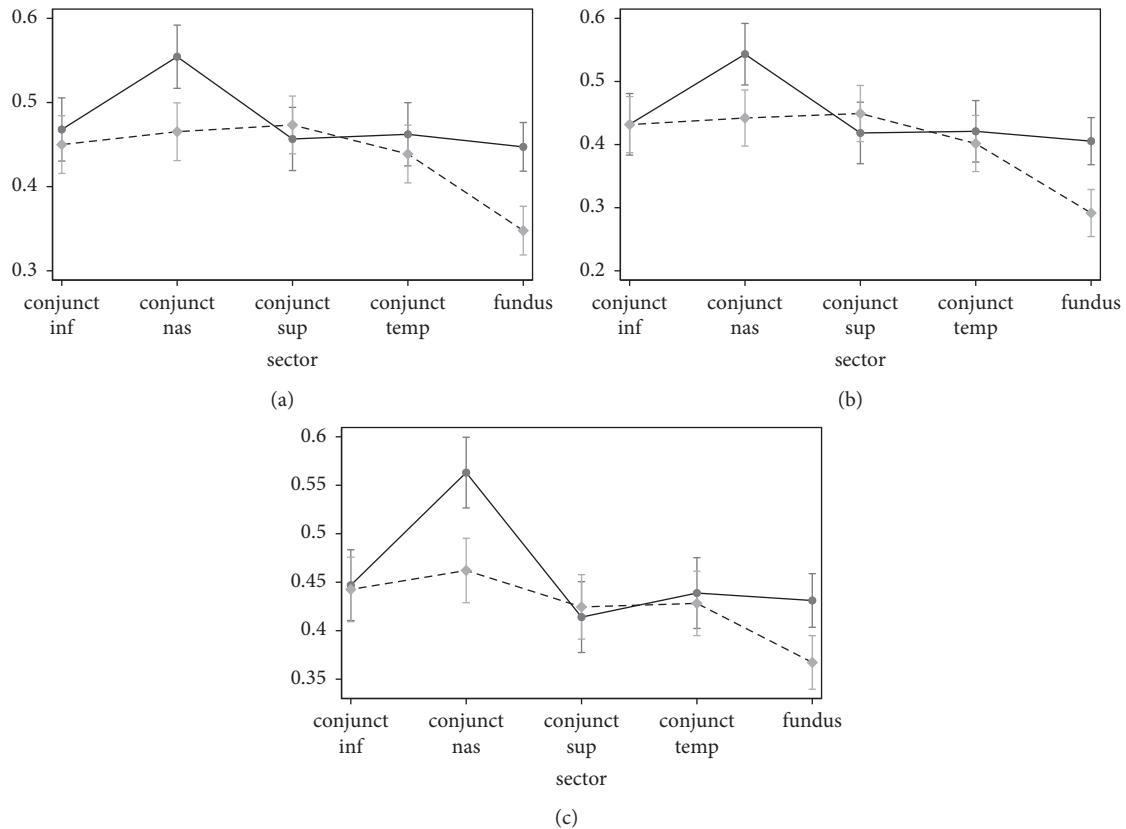 0.6
0.5
0.4
0.3
conjunct
inf
conjunct
nas
conjunct
sup
conjunct
temp
fundus
sector
(a)
0.6
0.5
0.4
0.3
0.2
conjunct
inf
conjunct
nas
conjunct
sup
conjunct
temp
fundus
sector
(b)
0.6
0.55
0.5
0.45
0.4
0.35
conjunct
inf
conjunct
nas
conjunct
sup
conjunct
temp
fundus
sector
(c)